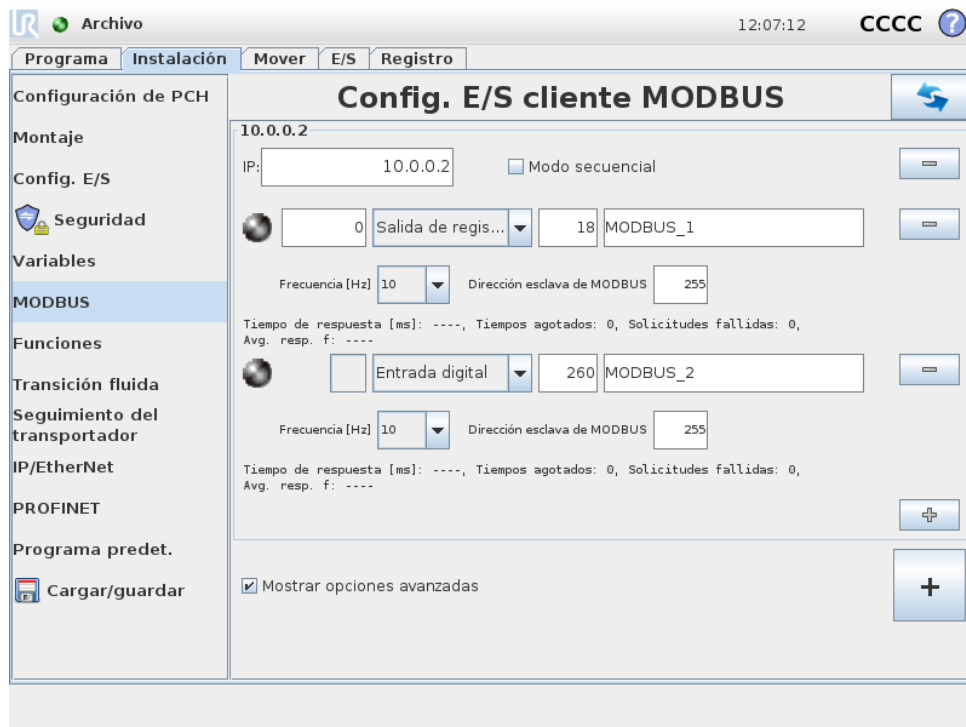 UR Archivo 12:07:12 CCCC ?
Programa Instalación Mover E/S Registro
Configuración de PCH
Montaje
Config. E/S
Seguridad
Variables
MODBUS
Funciones
Transición fluida
Seguimiento del
transportador
IP/EtherNet
PROFINET
Programa predet.
Cargar/guardar
Config. E/S cliente MODBUS
10.0.0.2
IP: 10.0.0.2 Modo secuencial
0 Salida de regis... 18 MODBUS_1
Frecuencia [Hz] 10 Dirección esclava de MODBUS 255
Tiempo de respuesta [ms]: ----, Tiempos agotados: 0, Solicitudes fallidas: 0,
Avg. resp. f: ----
Entrada digital 260 MODBUS_2
Frecuencia [Hz] 10 Dirección esclava de MODBUS 255
Tiempo de respuesta [ms]: ----, Tiempos agotados: 0, Solicitudes fallidas: 0,
Avg. resp. f: ----
Mostrar opciones avanzadas